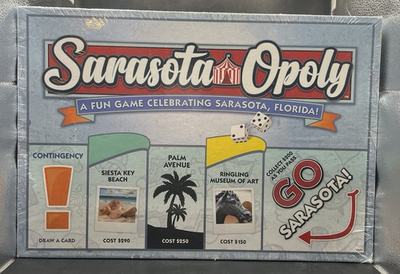 Sarasota Opoly
A FUN GAME CELEBRATING SARASOTA, FLORIDA!
CONTINGENCY
!
DRAW A CARD
SIESTA KEY
BEACH
COST $290
PALM
AVENUE
COST $250
RINGLING
MUSEUM OF ART
COST $150
COLLECT $200
AS YOU PASS
GO
SARASOTA!